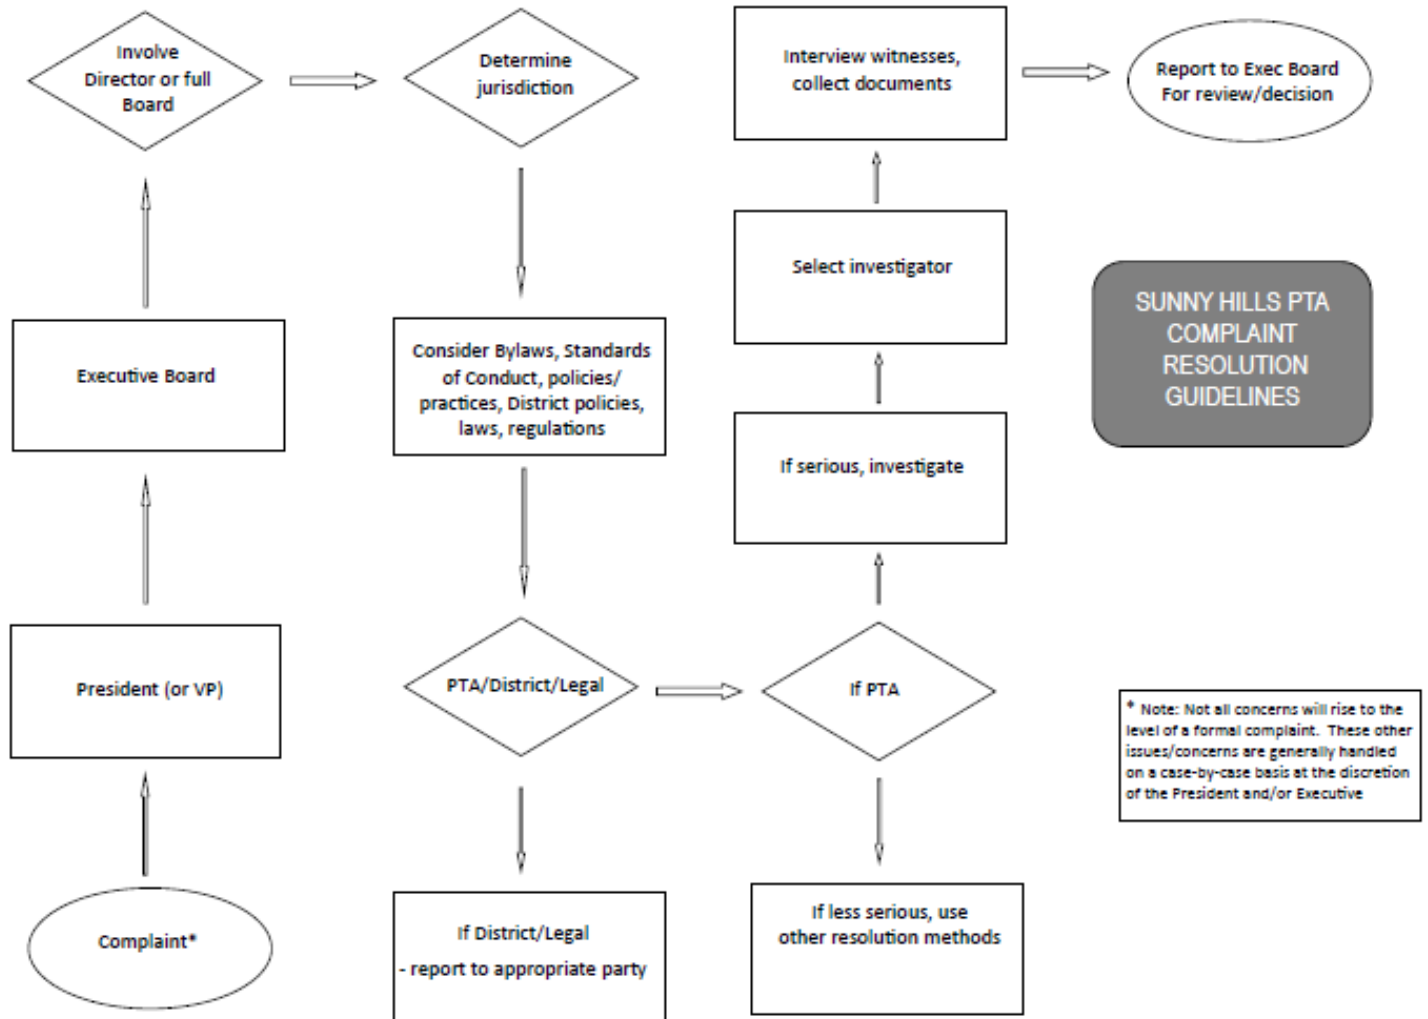 Involve
Director or full
Board
Determine
jurisdiction
Interview witnesses,
collect documents
Report to Exec Board
For review/decision
Select investigator
SUNNY HILLS PTA
COMPLAINT
RESOLUTION
GUIDELINES
Executive Board
Consider Bylaws, Standards
of Conduct, policies/
practices, District policies,
laws, regulations
If serious, investigate
President (or VP)
PTA/District/Legal
If PTA
* Note: Not all concerns will rise to the
level of a formal complaint. These other
issues/concerns are generally handled
on a case-by-case basis at the discretion
of the President and/or Executive
Complaint*
If District/Legal
- report to appropriate party
If less serious, use
other resolution methods